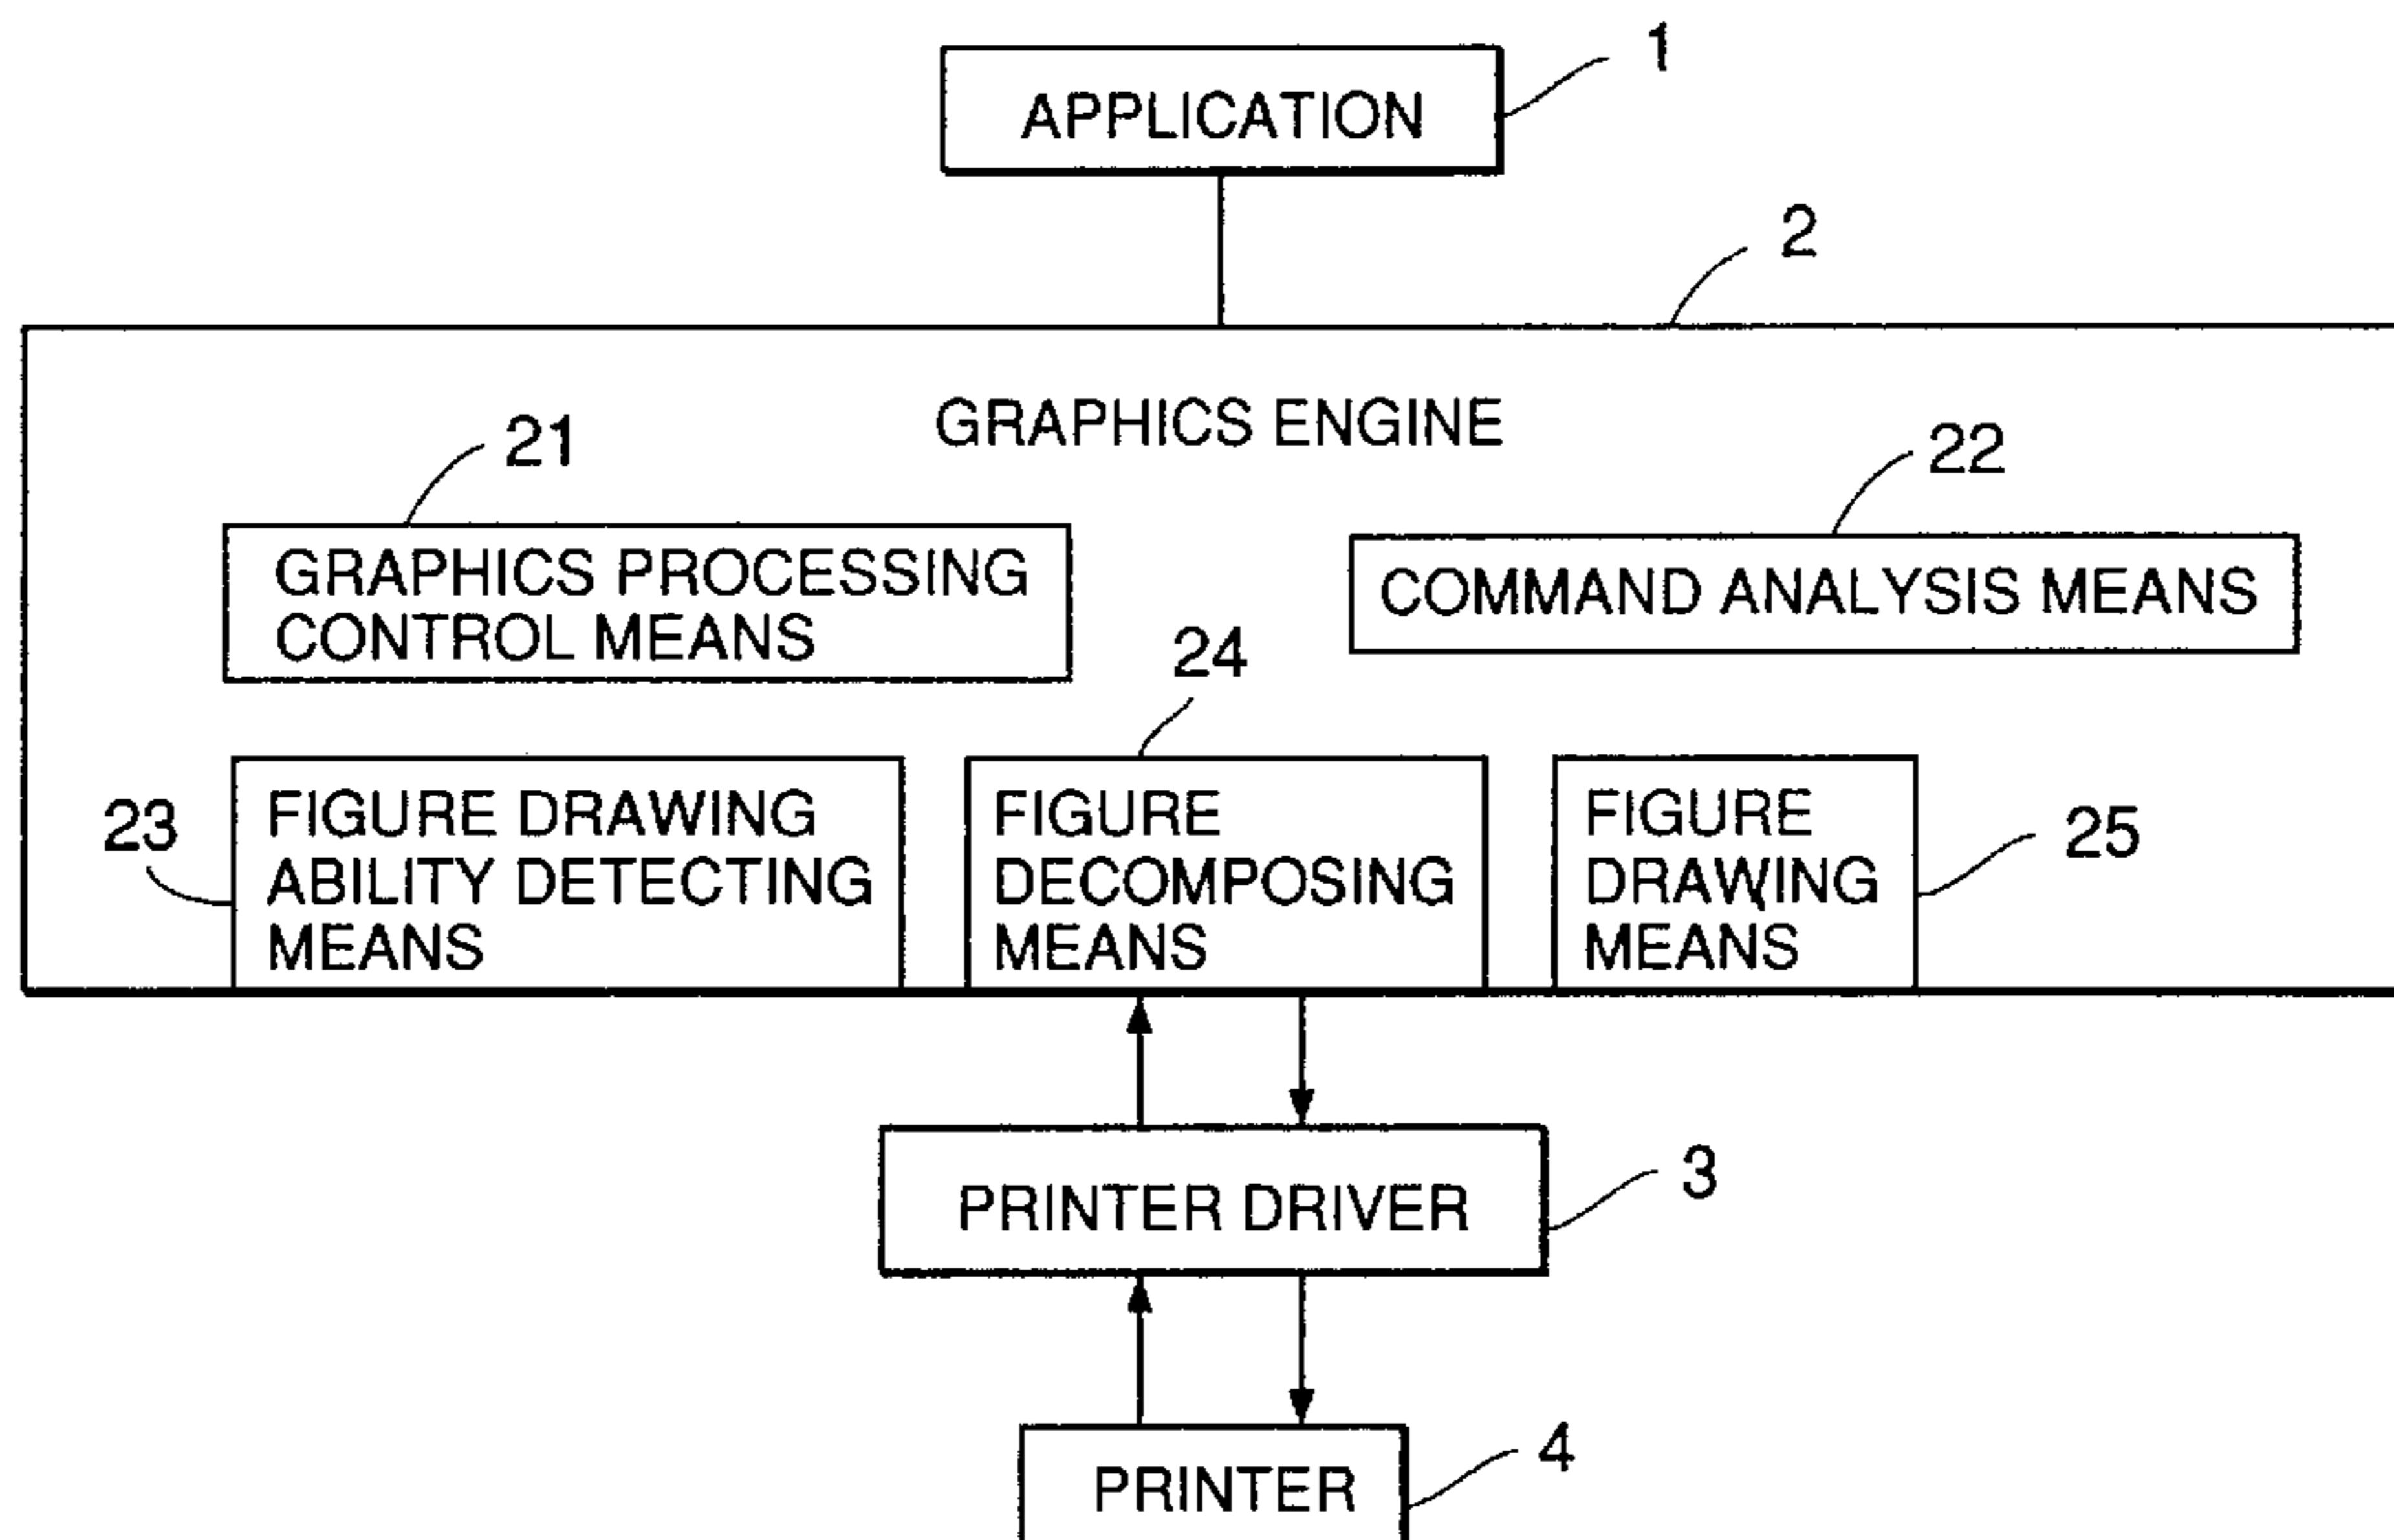 1
APPLICATION
2
GRAPHICS ENGINE
21
22
GRAPHICS PROCESSING
CONTROL MEANS
COMMAND ANALYSIS MEANS
24
23
FIGURE DRAWING
ABILITY DETECTING
MEANS
FIGURE
DECOMPOSING
MEANS
FIGURE
DRAWING
MEANS
25
PRINTER DRIVER
3
PRINTER
4